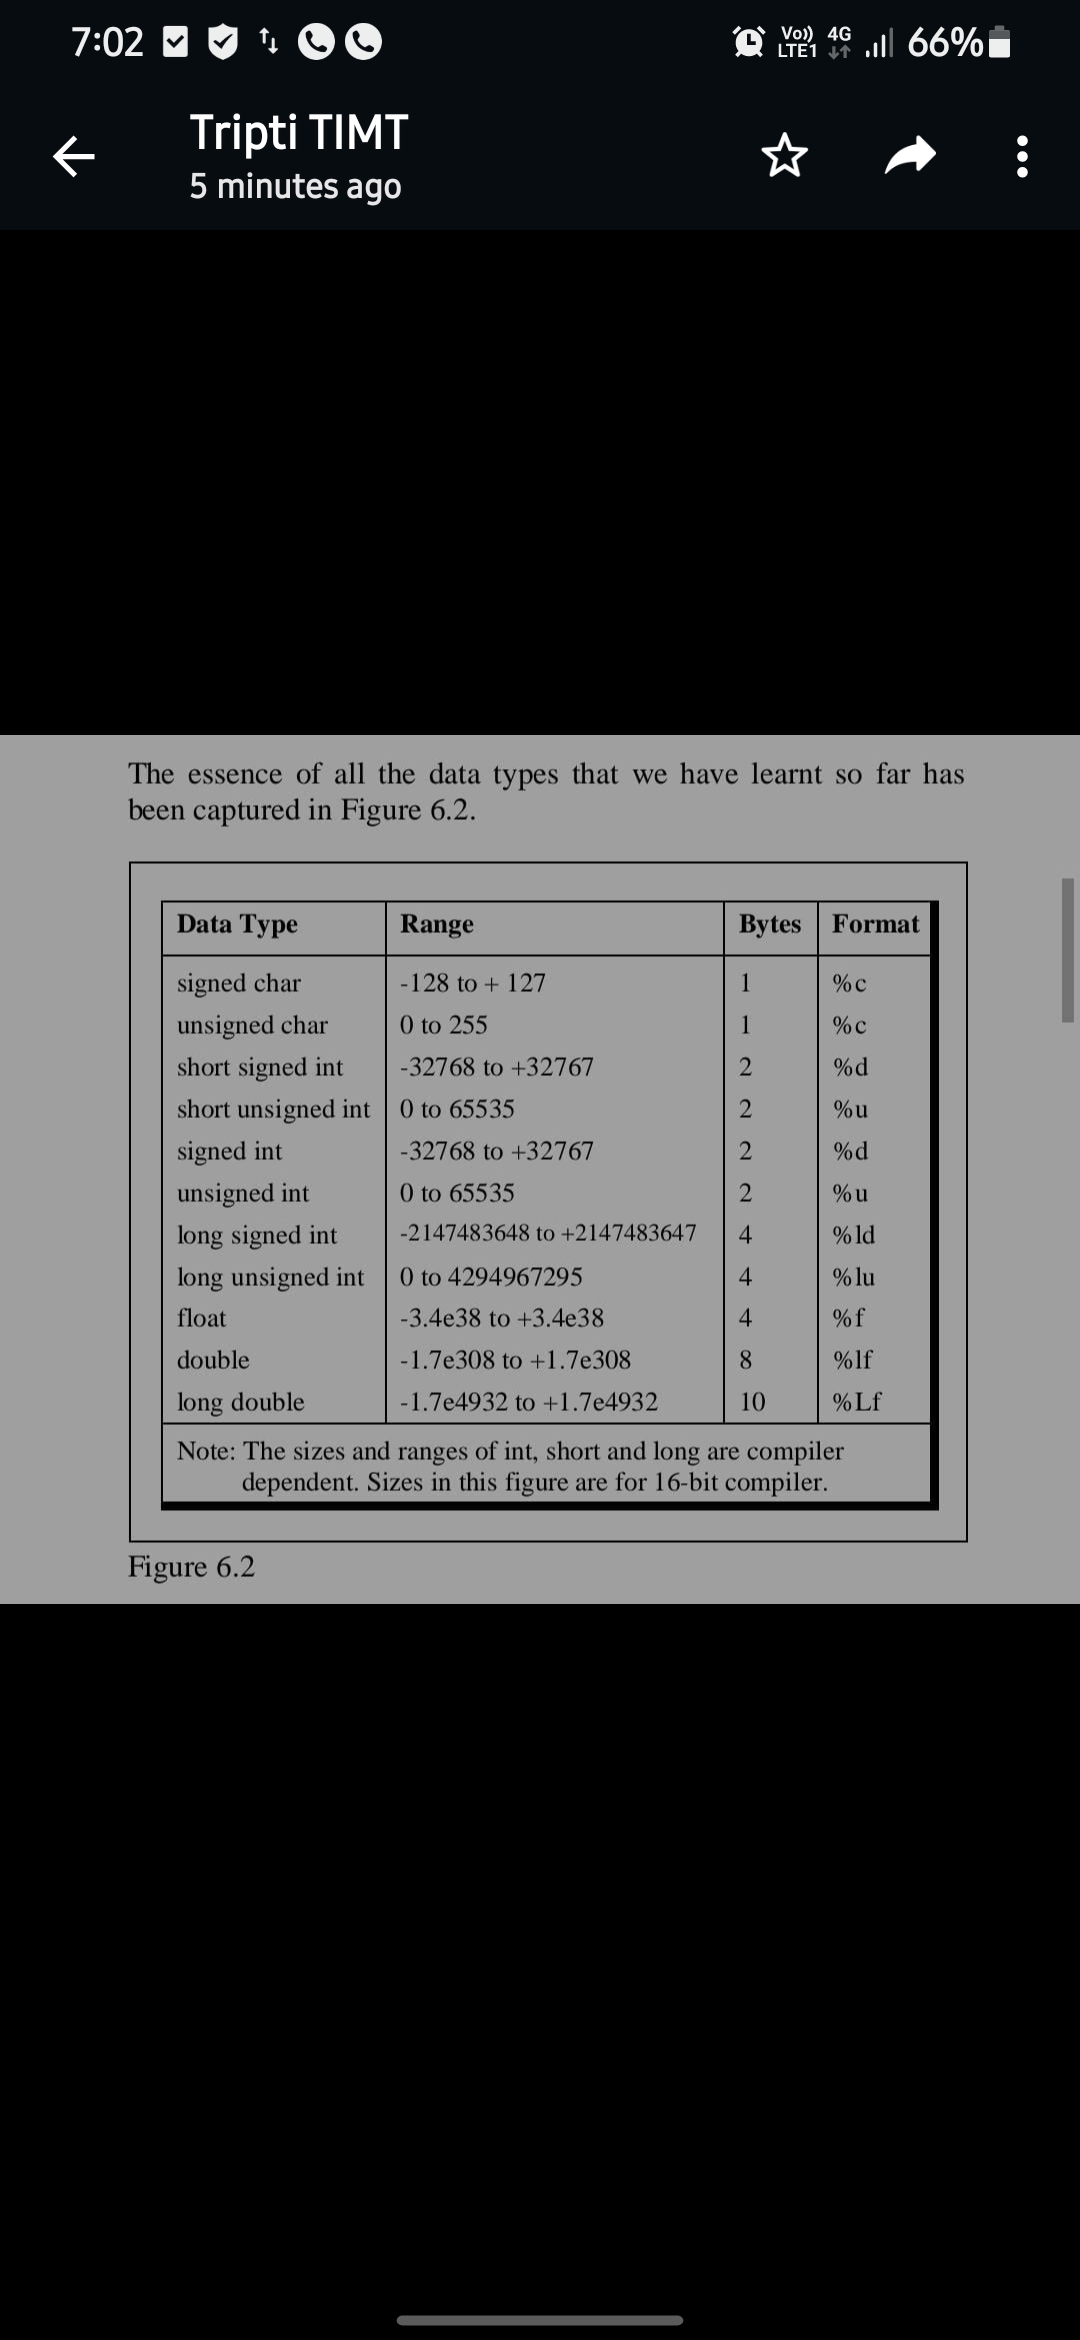 7:02 Vo)) LTE1 4G 66%
Tripti TIMT
5 minutes ago
The essence of all the data types that we have learnt so far has
been captured in Figure 6.2.
Data Type Range Bytes Format
signed char -128 to + 127 1 %c
unsigned char 0 to 255 1 %c
short signed int -32768 to +32767 2 %d
short unsigned int 0 to 65535 2 %u
signed int -32768 to +32767 2 %d
unsigned int 0 to 65535 2 %u
long signed int -2147483648 to +2147483647 4 %ld
long unsigned int 0 to 4294967295 4 %lu
float -3.4e38 to +3.4e38 4 %f
double -1.7e308 to +1.7e308 8 %lf
long double -1.7e4932 to +1.7e4932 10 %Lf
Note: The sizes and ranges of int, short and long are compiler
dependent. Sizes in this figure are for 16-bit compiler.
Figure 6.2